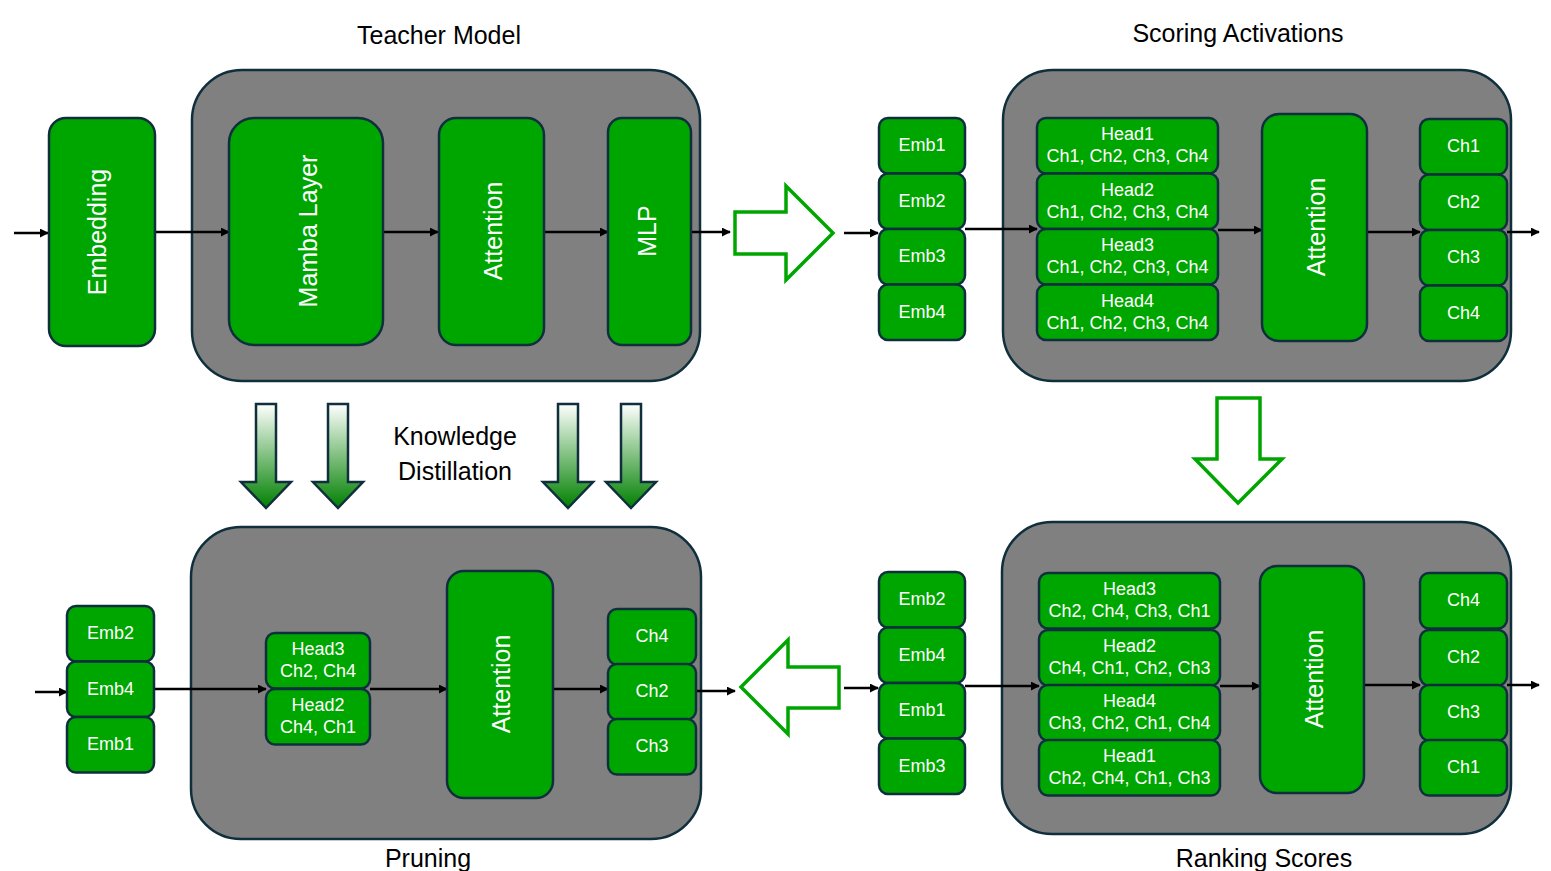 Teacher Model
Embedding
Mamba Layer
Attention
MLP
Scoring Activations
Emb1
Emb2
Emb3
Emb4
Head1
Ch1, Ch2, Ch3, Ch4
Head2
Ch1, Ch2, Ch3, Ch4
Head3
Ch1, Ch2, Ch3, Ch4
Head4
Ch1, Ch2, Ch3, Ch4
Attention
Ch1
Ch2
Ch3
Ch4
Knowledge
Distillation
Emb2
Emb4
Emb1
Head3
Ch2, Ch4
Head2
Ch4, Ch1
Attention
Ch4
Ch2
Ch3
Pruning
Emb2
Emb4
Emb1
Emb3
Head3
Ch2, Ch4, Ch3, Ch1
Head2
Ch4, Ch1, Ch2, Ch3
Head4
Ch3, Ch2, Ch1, Ch4
Head1
Ch2, Ch4, Ch1, Ch3
Attention
Ch4
Ch2
Ch3
Ch1
Ranking Scores